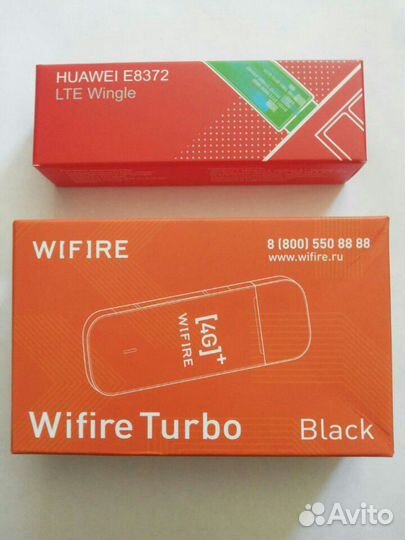 HUAWEI E8372
LTE Wingle
WIFIRE
8 (800) 550 88 88
www.wifire.ru
[4G]+
WIFIRE
Wifire Turbo
Black
Avito